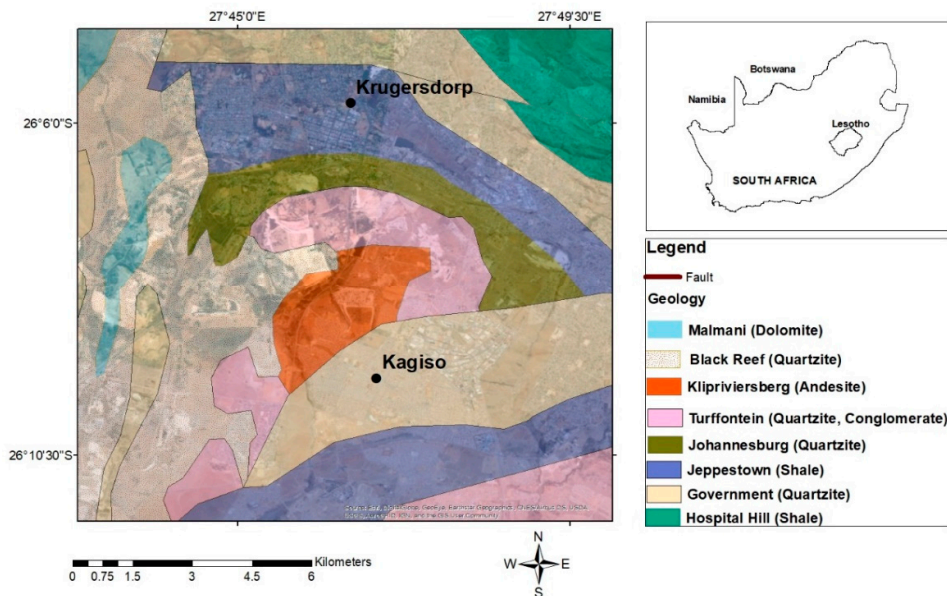 27°45'0"E
27°49'30"E
Krugersdorp
26°6'0"S
Kagiso
26°10'30"S
Kilometers
0 0.75 1.5 3 4.5 6
N
W E
S
Botswana
Namibia
Lesotho
SOUTH AFRICA
Legend
Fault
Geology
Malmani (Dolomite)
Black Reef (Quartzite)
Klipriviersberg (Andesite)
Turffontein (Quartzite, Conglomerate)
Johannesburg (Quartzite)
Jeppestown (Shale)
Government (Quartzite)
Hospital Hill (Shale)